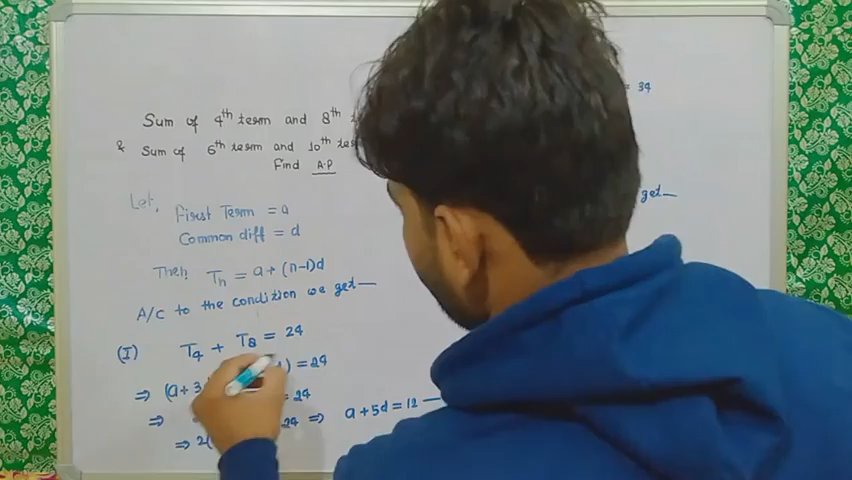 Sum of 4th term and 8th
& Sum of 6th term and 10th
Find A.P
Let, First Term = a
Common diff = d
Then Tn = a + (n-1)d
A/C to the condition we get—
(I) T4 + T8 = 24
⇒ (a+3 ) = 24
⇒ = 24
⇒ 2( 24 ⇒ a+5d = 12 —
= 34
get—